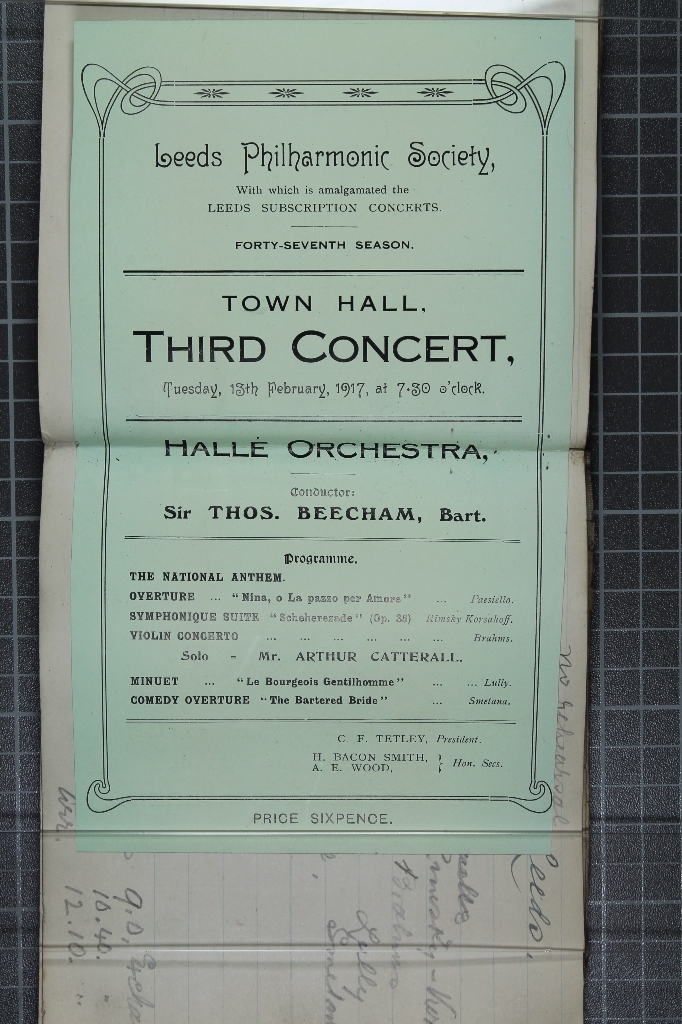 Leeds Philharmonic Society,
With which is amalgamated the
LEEDS SUBSCRIPTION CONCERTS.
FORTY-SEVENTH SEASON.
TOWN HALL,
THIRD CONCERT,
Tuesday, 13th February, 1917, at 7-30 o'clock.
HALLÉ ORCHESTRA,
Conductor:
Sir THOS. BEECHAM, Bart.
Programme.
THE NATIONAL ANTHEM.
OVERTURE ... "Nina, o La pazzo per Amore" ... Paesiello.
SYMPHONIQUE SUITE "Scheherezade" (Op. 35) Rimsky Korsakoff.
VIOLIN CONCERTO ... ... ... ... ... ... Brahms.
Solo - Mr. ARTHUR CATTERALL.
MINUET ... "Le Bourgeois Gentilhomme" ... ... Lully.
COMEDY OVERTURE "The Bartered Bride" ... Smetana.
C. F. TETLEY, President.
H. BACON SMITH, } Hon. Secs.
A. E. WOOD,
PRICE SIXPENCE.
no rehearsal
Leeds.
Brahms
Lully
9.0.
10.40. "
12.10. "